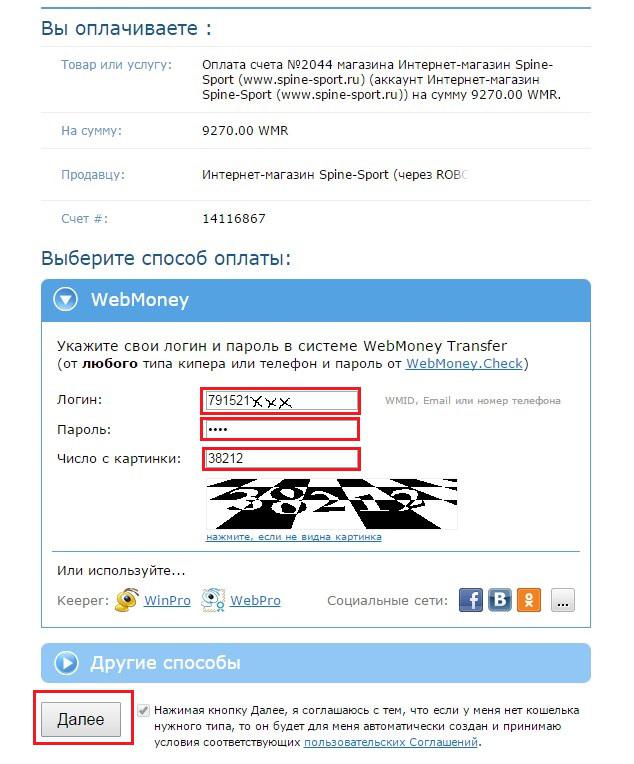 Вы оплачиваете :
Товар или услугу:
Оплата счета №2044 магазина Интернет-магазин Spine-
Sport (www.spine-sport.ru) (аккаунт Интернет-магазин
Spine-Sport (www.spine-sport.ru)) на сумму 9270.00 WMR.
На сумму: 9270.00 WMR
Продавцу: Интернет-магазин Spine-Sport (через ROBO
Счет #: 14116867
Выберите способ оплаты:
WebMoney
Укажите свои логин и пароль в системе WebMoney Transfer
(от любого типа кипера или телефон и пароль от WebMoney.Check)
Логин: 791521xxx WMID, Email или номер телефона
Пароль: ••••
Число с картинки: 38212
38212
нажмите, если не видна картинка
Или используйте...
Keeper: WinPro WebPro Социальные сети: f B ...
Другие способы
Далее
Нажимая кнопку Далее, я соглашаюсь с тем, что если у меня нет кошелька
нужного типа, то он будет для меня автоматически создан и принимаю
условия соответствующих пользовательских Соглашений.